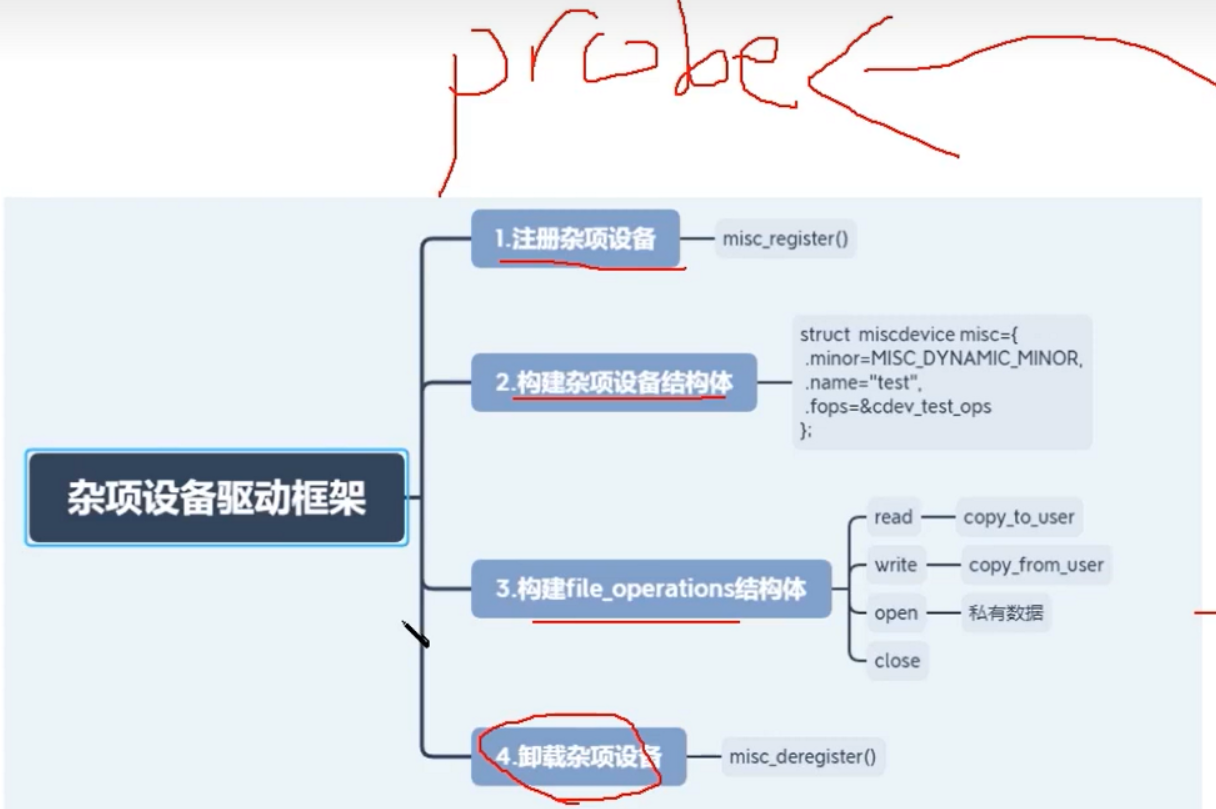 probe
1.注册杂项设备
misc_register()
2.构建杂项设备结构体
struct miscdevice misc={
.minor=MISC_DYNAMIC_MINOR,
.name="test",
.fops=&cdev_test_ops
};
杂项设备驱动框架
3.构建file_operations结构体
read
copy_to_user
write
copy_from_user
open
私有数据
close
4.卸载杂项设备
misc_deregister()